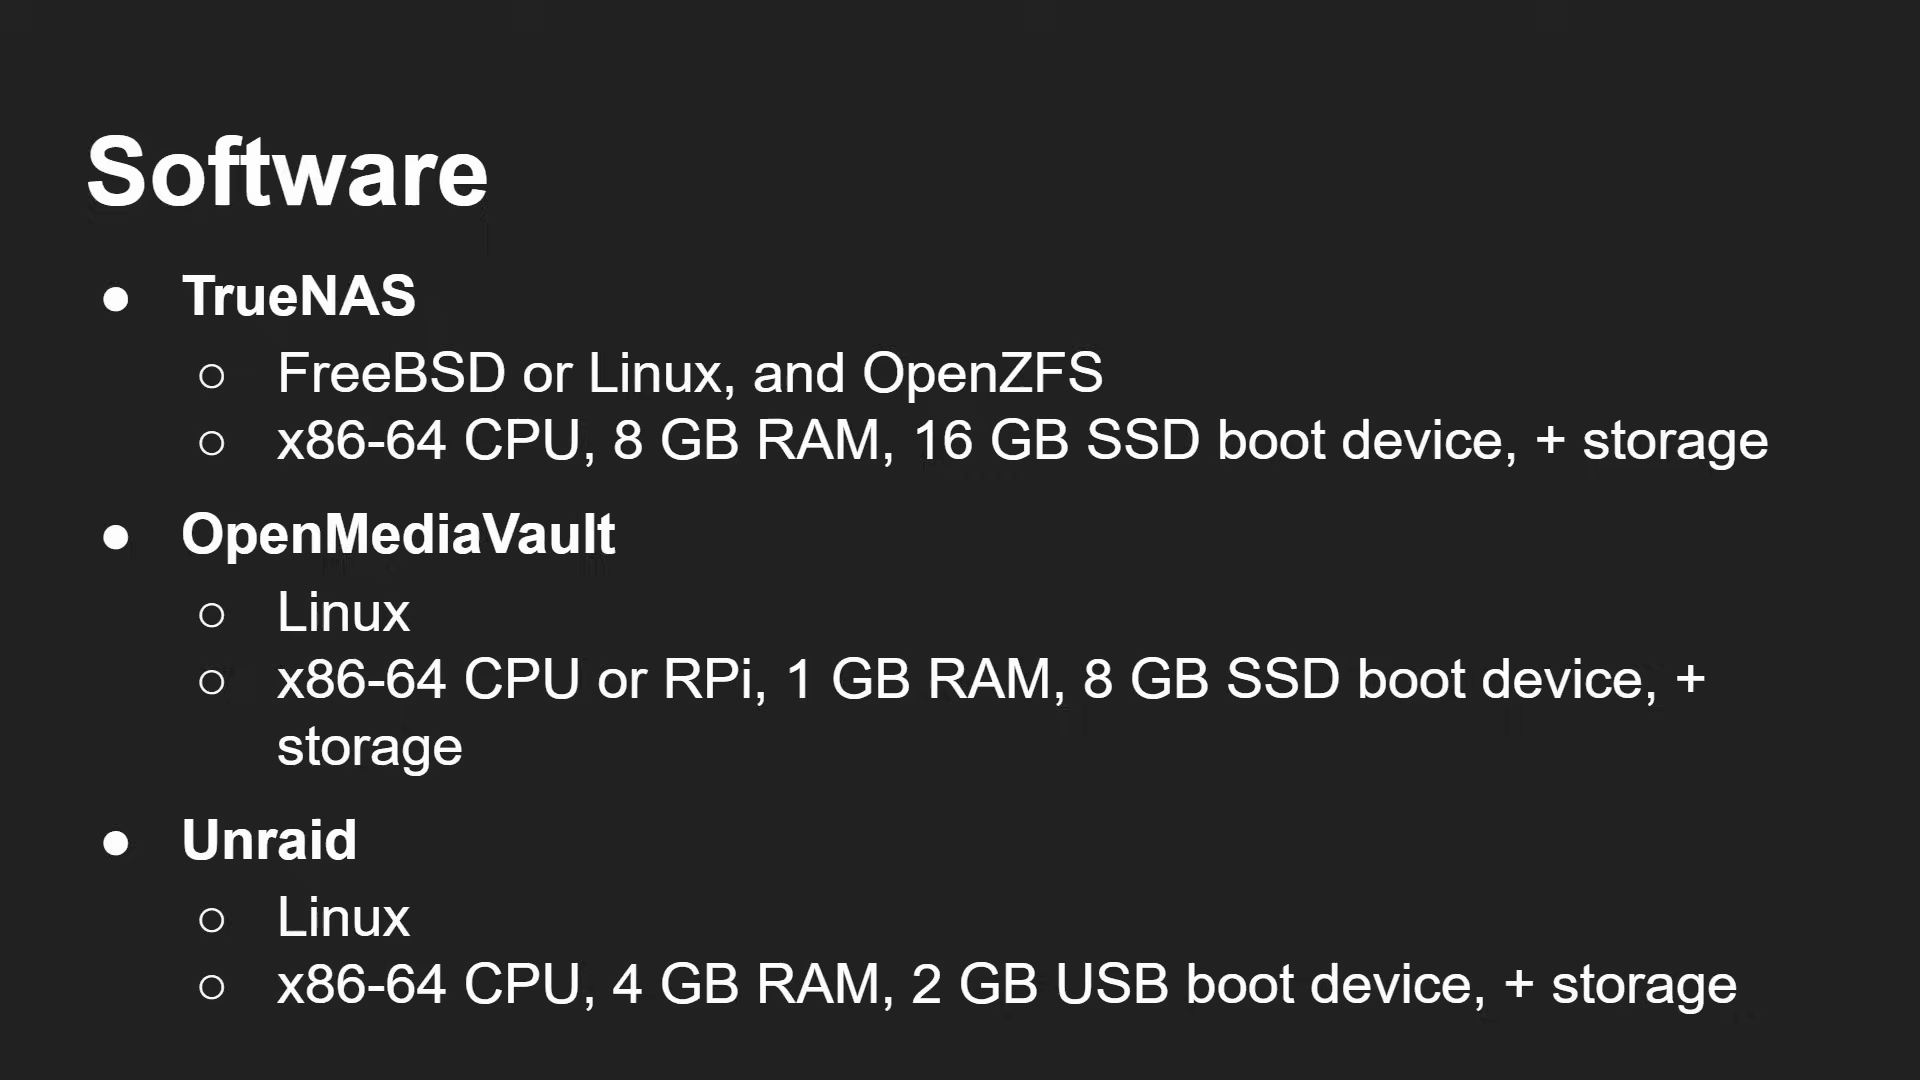 Software
● TrueNAS
○ FreeBSD or Linux, and OpenZFS
○ x86-64 CPU, 8 GB RAM, 16 GB SSD boot device, + storage
● OpenMediaVault
○ Linux
○ x86-64 CPU or RPi, 1 GB RAM, 8 GB SSD boot device, +
storage
● Unraid
○ Linux
○ x86-64 CPU, 4 GB RAM, 2 GB USB boot device, + storage